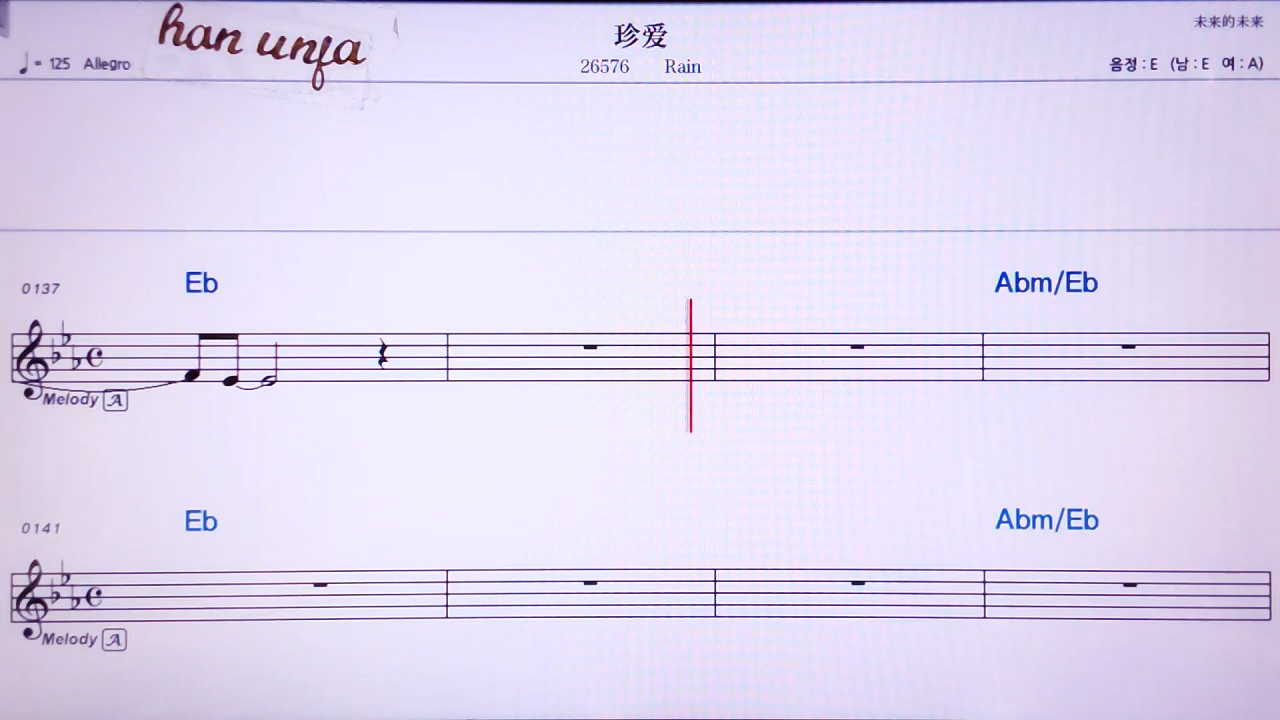 han unfa
珍爱
未来的未来
♩= 125 Allegro
26576 Rain
음정 : E (남 : E 여 : A)
0137 Eb Abm/Eb
Melody A
0141 Eb Abm/Eb
Melody A